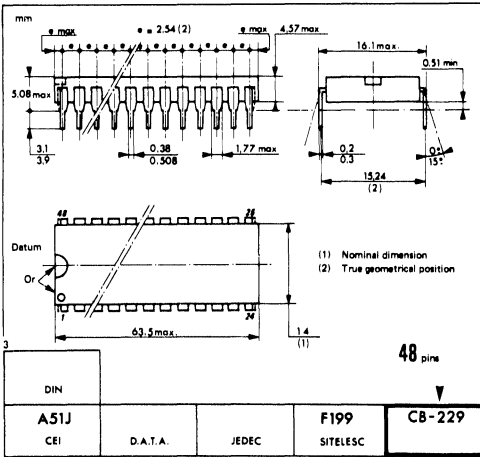 mm
e max
e = 2.54 (2)
e max
4,57 max
16.1 max.
0.51 min
5.08 max
3.1
3.9
0.38
0.508
1,77 max
0,2
0.3
0°
15°
15,24
(2)
48
25
Datum
Or
1
24
(1) Nominal dimension
(2) True geometrical position
63.5 max.
14
(1)
3
48 pins
DIN
A51J
CEI
D.A.T.A.
JEDEC
F199
SITELESC
CB-229